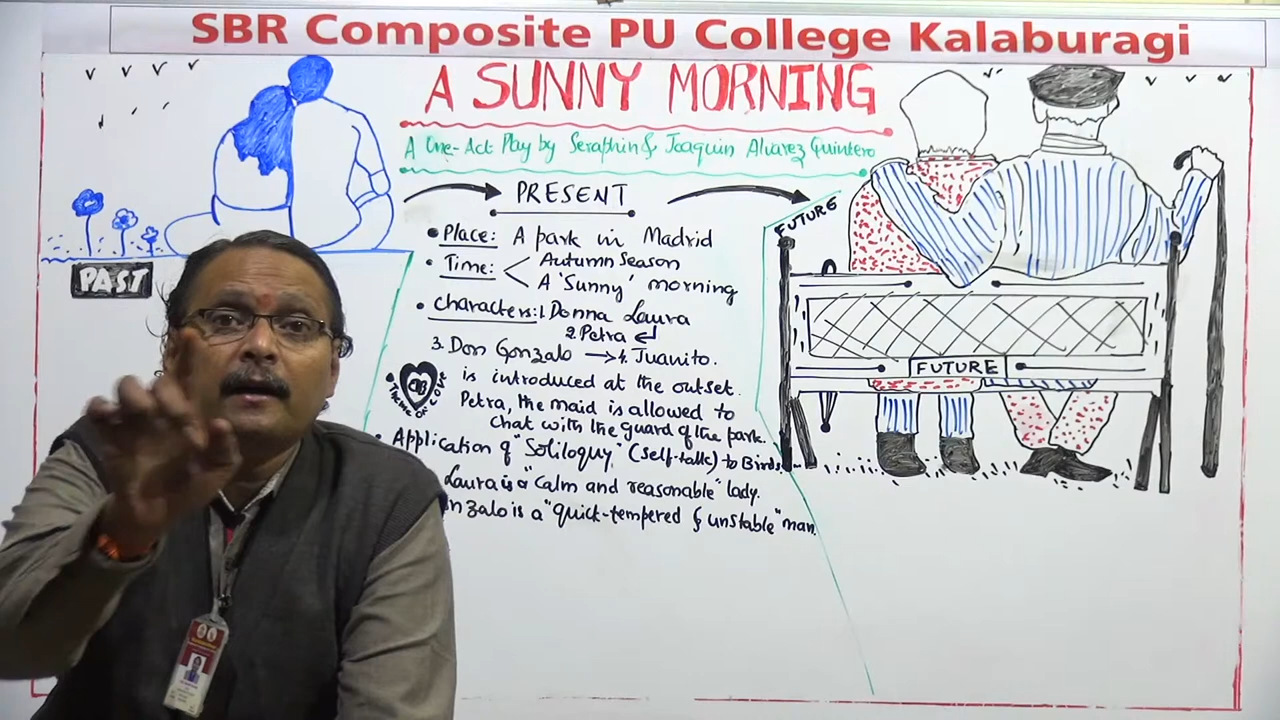 SBR Composite PU College Kalaburagi
A SUNNY MORNING
A One-Act Play by Seraphin & Joaquin Alvarez Quintero
PAST
PRESENT
FUTURE
Place: A park in Madrid
Time: Autumn Season
A 'Sunny' morning
Characters: 1. Donna Laura
2. Petra
3. Don Gonzalo → 4. Juanito.
Theme of Love
is introduced at the outset.
Petra, the maid is allowed to
chat with the guard of the park.
Application of "Soliloquy" (self-talk) to Birds.
Laura is a "calm and reasonable" lady.
nzalo is a "quick-tempered & unstable" man.
FUTURE